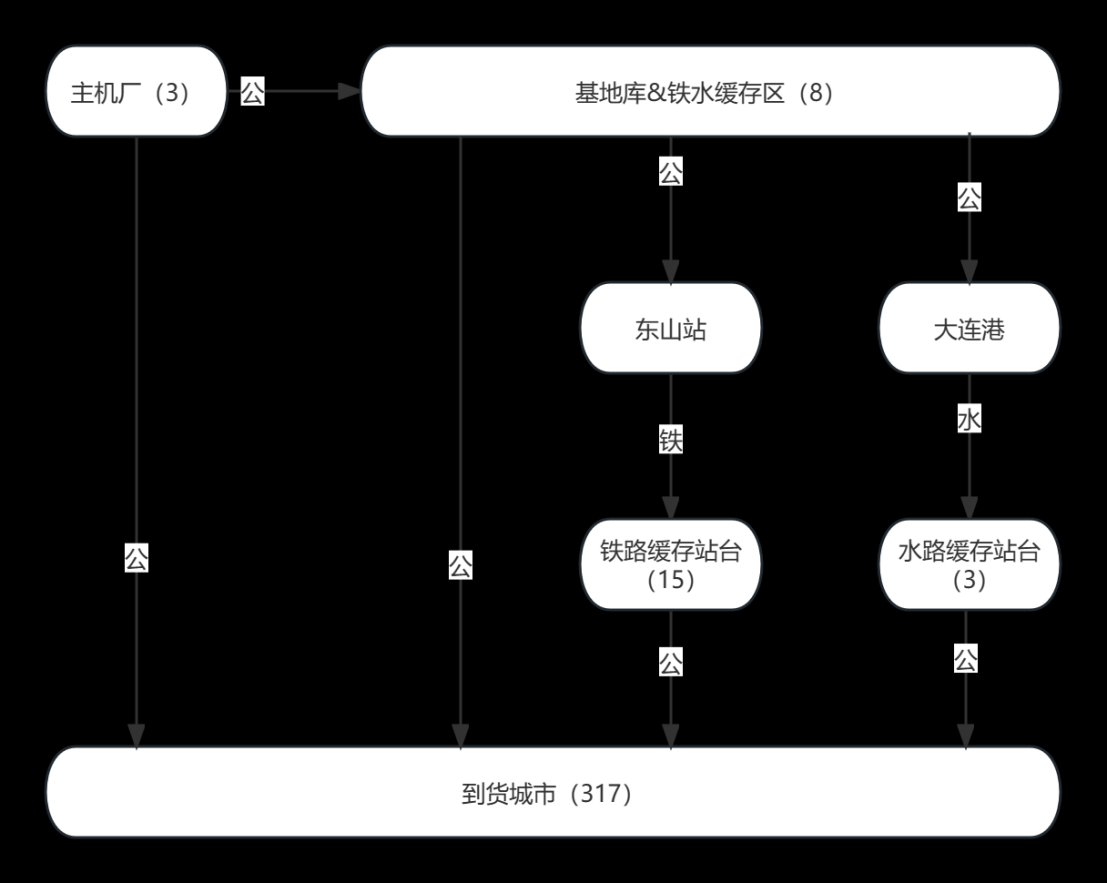 主机厂（3）
公
基地库&铁水缓存区（8）
公
公
东山站
大连港
水
铁
铁路缓存站台
（15）
水路缓存站台
（3）
公
公
公
公
到货城市（317）